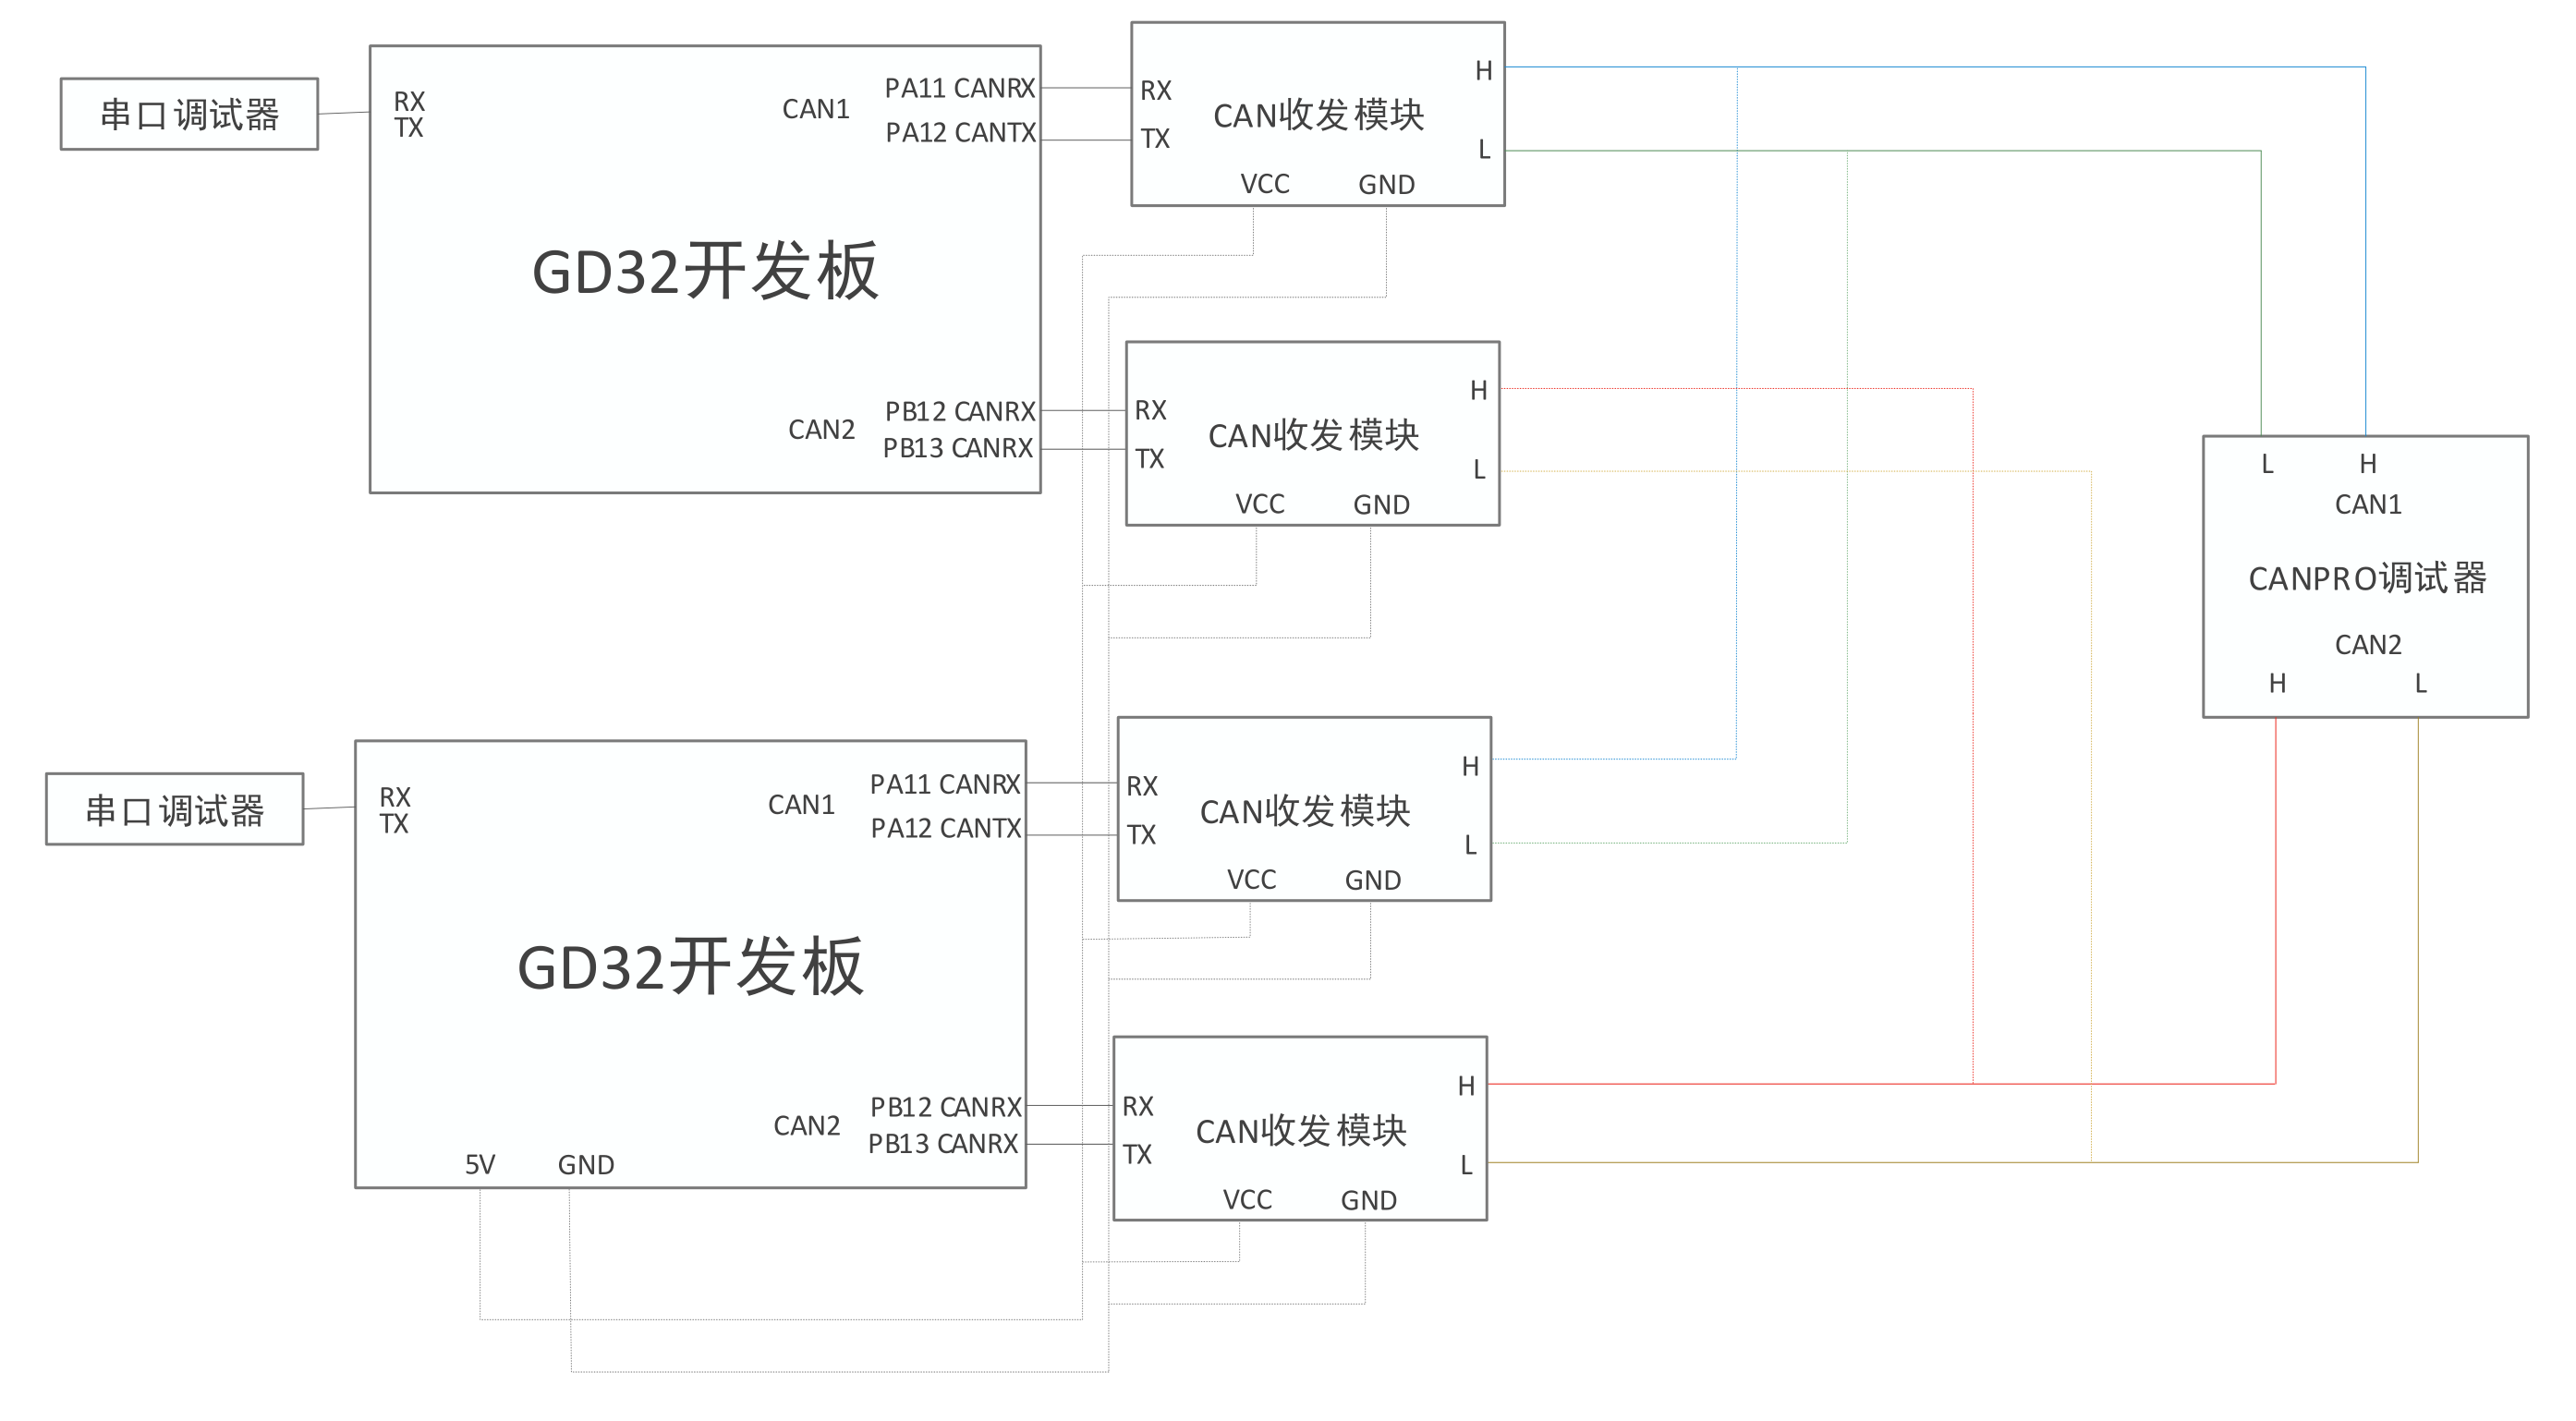 串口调试器
RX
TX
CAN1
PA11 CANRX
PA12 CANTX
GD32开发板
CAN2
PB12 CANRX
PB13 CANRX
RX
TX
CAN收发模块
H
L
VCC
GND
RX
TX
CAN收发模块
H
L
VCC
GND
L
H
CAN1
CANPRO调试器
CAN2
H
L
串口调试器
RX
TX
CAN1
PA11 CANRX
PA12 CANTX
GD32开发板
CAN2
PB12 CANRX
PB13 CANRX
5V
GND
RX
TX
CAN收发模块
H
L
VCC
GND
RX
TX
CAN收发模块
H
L
VCC
GND